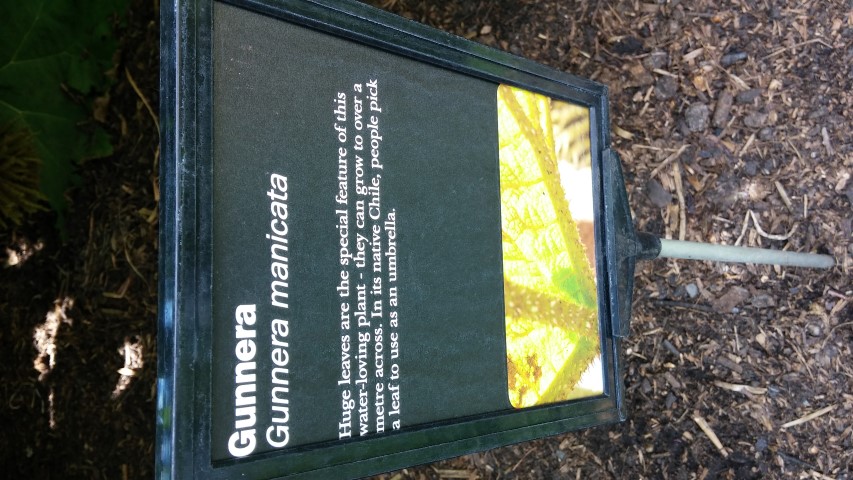 Gunnera
Gunnera manicata
Huge leaves are the special feature of this
water-loving plant - they can grow to over a
metre across. In its native Chile, people pick
a leaf to use as an umbrella.